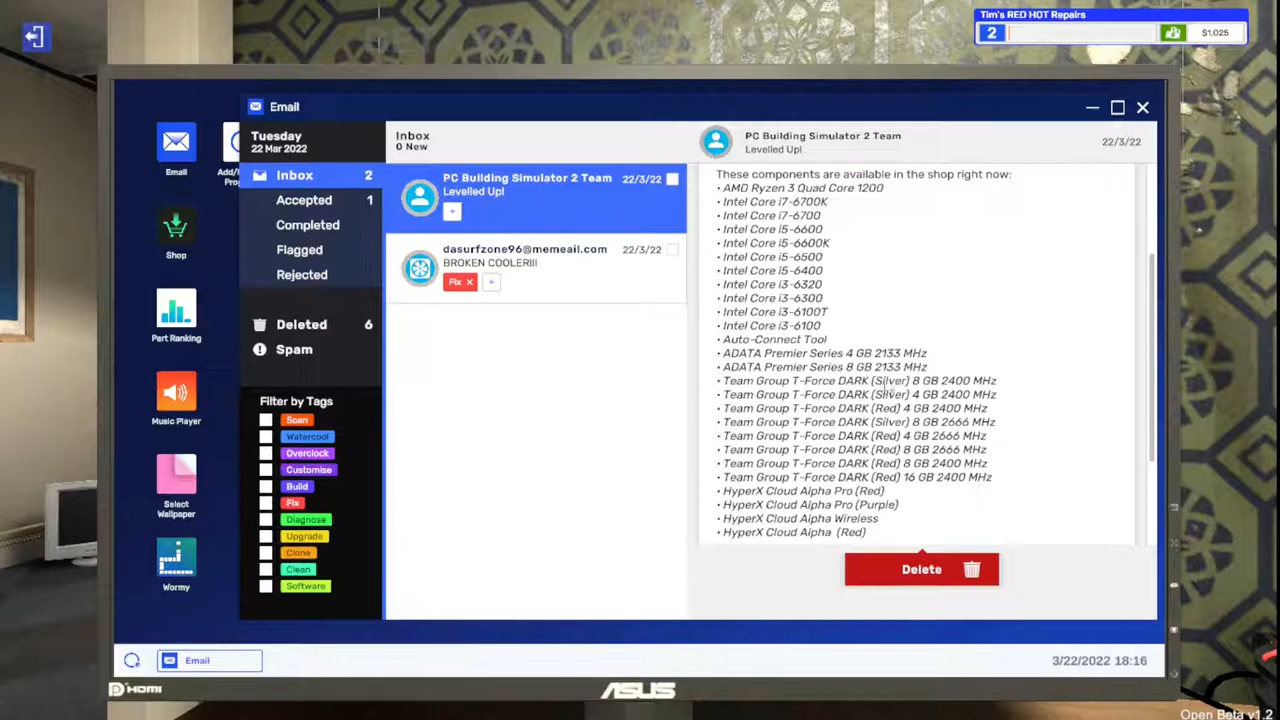 Tim's RED HOT Repairs
2
$1,025
Email
Tuesday
22 Mar 2022
Inbox 2
Accepted 1
Completed
Flagged
Rejected
Deleted 6
Spam
Filter by Tags
Scan
Watercool
Overclock
Customise
Build
Fix
Diagnose
Upgrade
Clone
Clean
Software
Email
Add/
Shop
Part Ranking
Music Player
Select
Wallpaper
Wormy
Inbox
0 New
PC Building Simulator 2 Team 22/3/22
Levelled Up!
+
dasurfzone96@memeail.com 22/3/22
BROKEN COOLER!!!
Fix × +
PC Building Simulator 2 Team
Levelled Up!
22/3/22
These components are available in the shop right now:
• AMD Ryzen 3 Quad Core 1200
• Intel Core i7-6700K
• Intel Core i7-6700
• Intel Core i5-6600
• Intel Core i5-6600K
• Intel Core i5-6500
• Intel Core i5-6400
• Intel Core i3-6320
• Intel Core i3-6300
• Intel Core i3-6100T
• Intel Core i3-6100
• Auto-Connect Tool
• ADATA Premier Series 4 GB 2133 MHz
• ADATA Premier Series 8 GB 2133 MHz
• Team Group T-Force DARK (Silver) 8 GB 2400 MHz
• Team Group T-Force DARK (Silver) 4 GB 2400 MHz
• Team Group T-Force DARK (Red) 4 GB 2400 MHz
• Team Group T-Force DARK (Silver) 8 GB 2666 MHz
• Team Group T-Force DARK (Red) 4 GB 2666 MHz
• Team Group T-Force DARK (Red) 8 GB 2666 MHz
• Team Group T-Force DARK (Red) 8 GB 2400 MHz
• Team Group T-Force DARK (Red) 16 GB 2400 MHz
• HyperX Cloud Alpha Pro (Red)
• HyperX Cloud Alpha Pro (Purple)
• HyperX Cloud Alpha Wireless
• HyperX Cloud Alpha (Red)
Delete
Email
3/22/2022 18:16
HDMI
ASUS
Open Beta v1.2